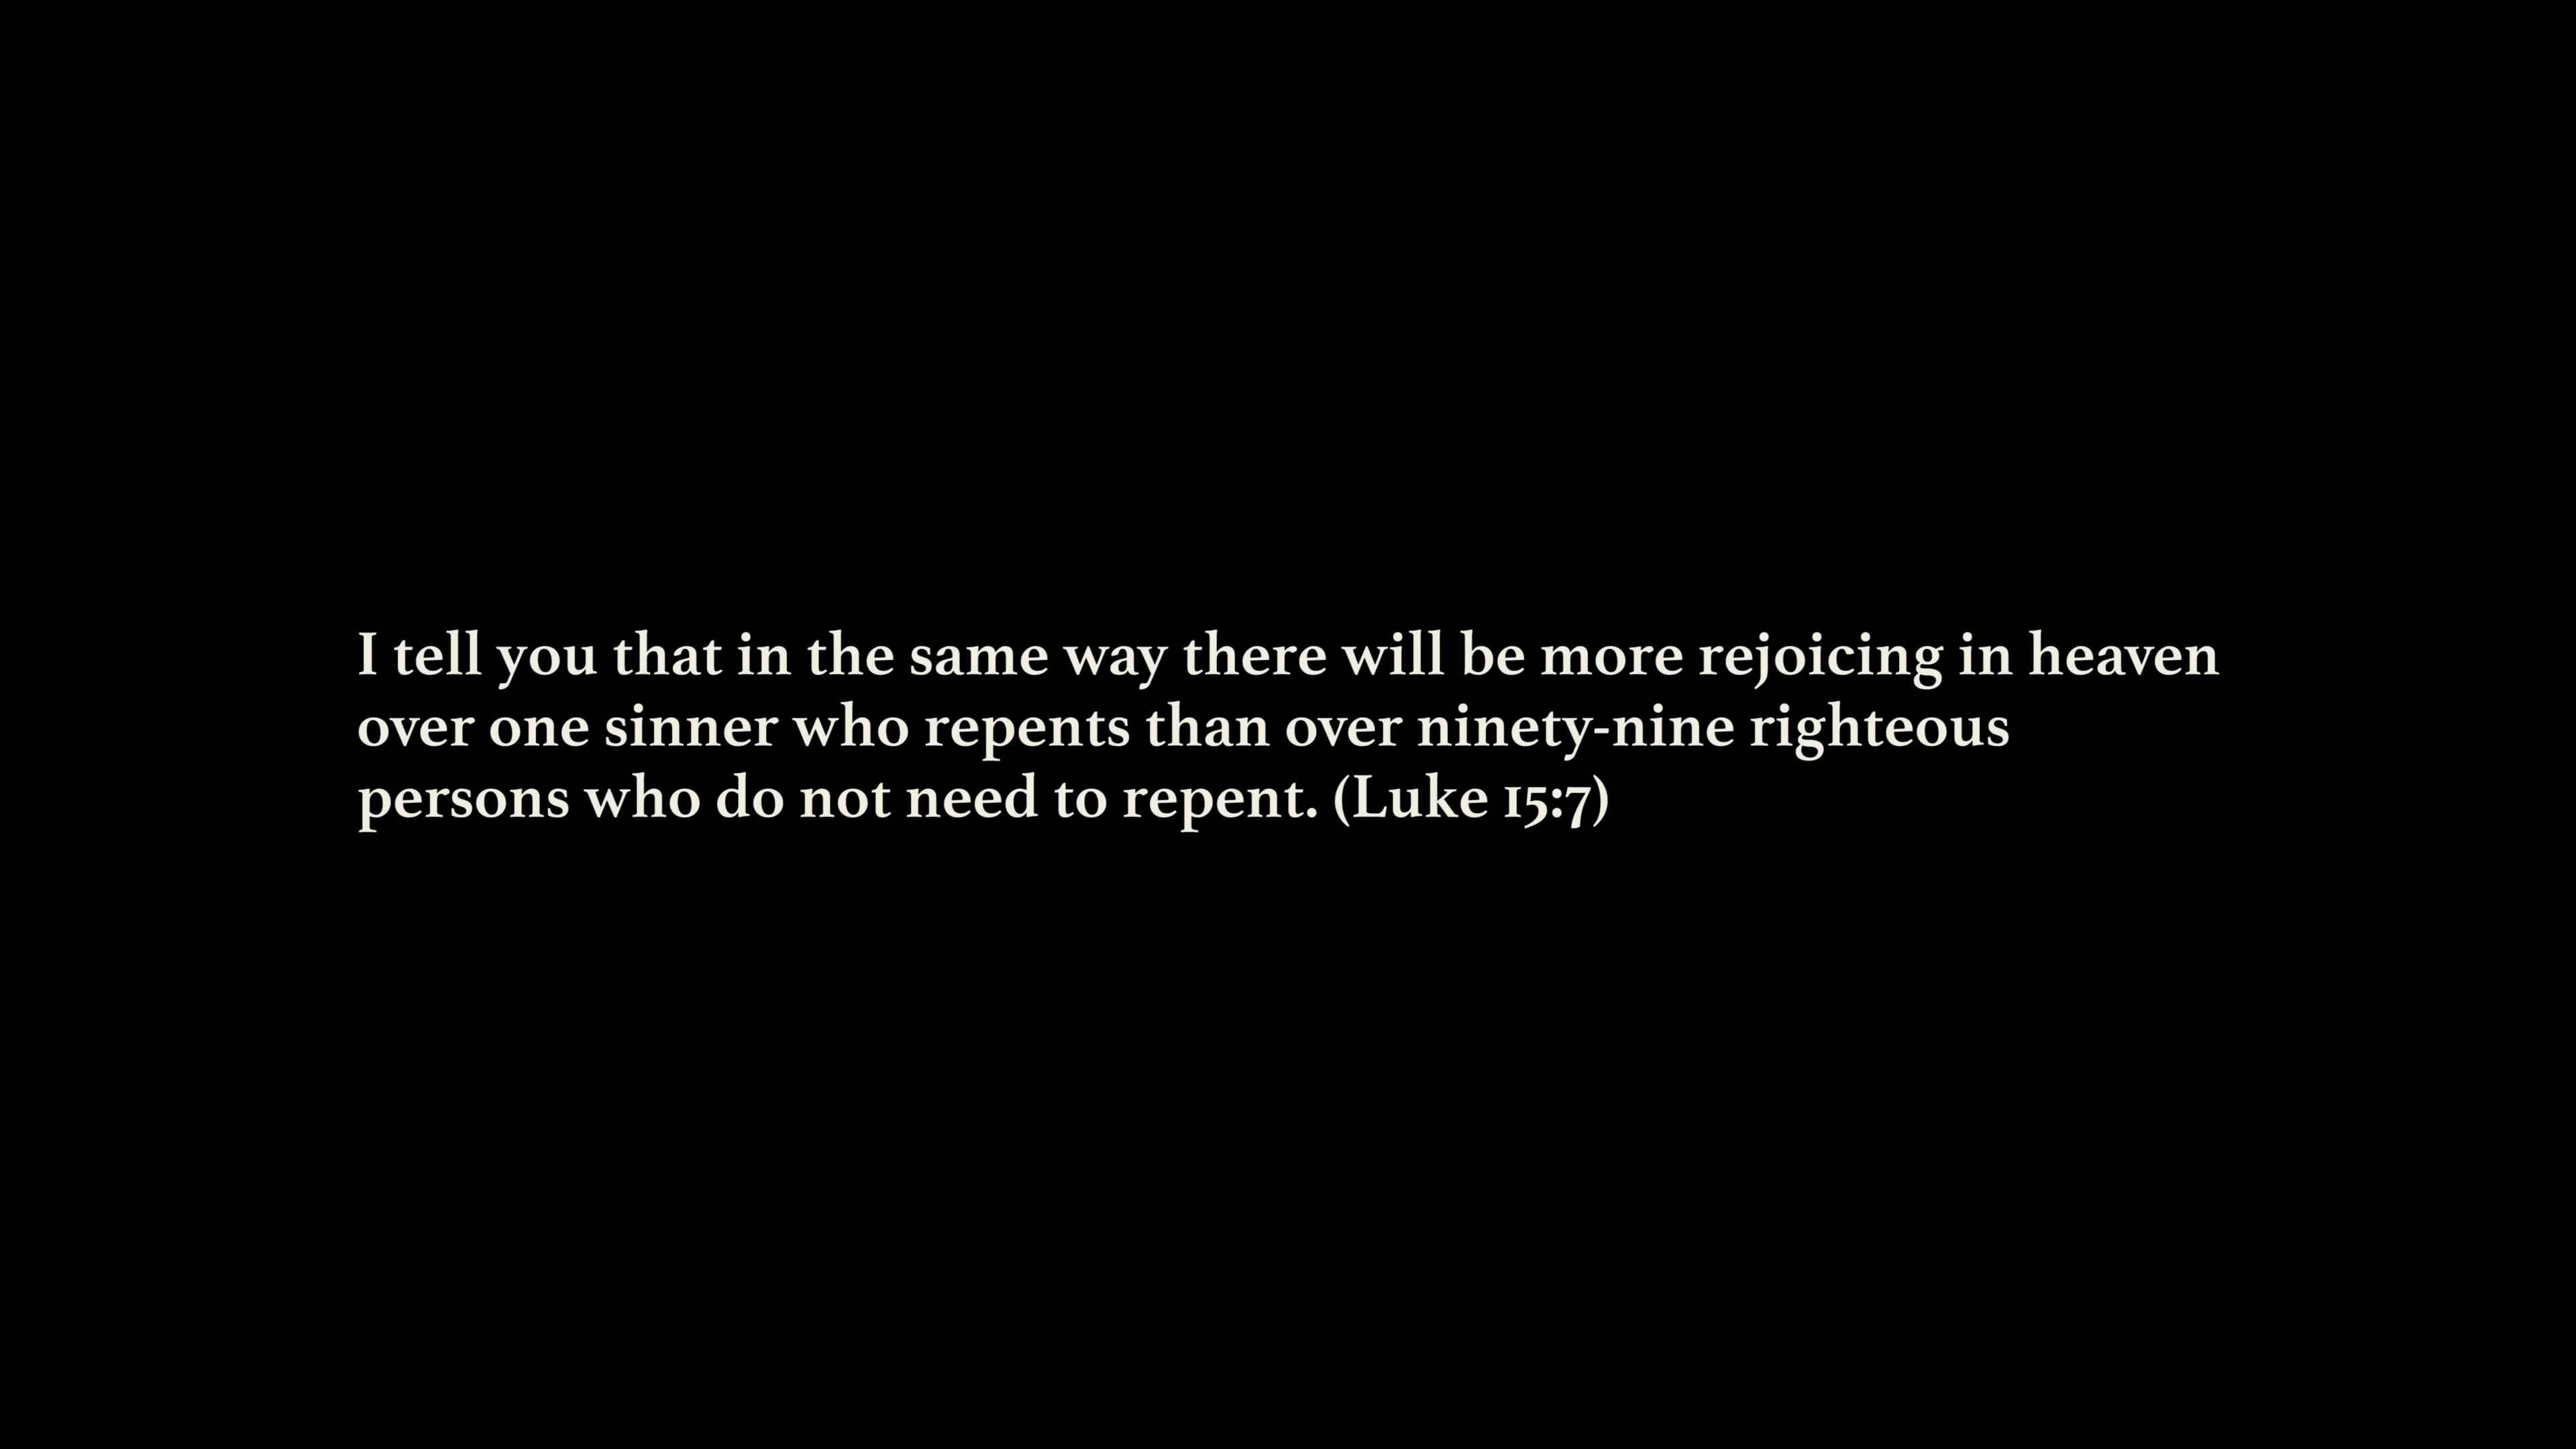 I tell you that in the same way there will be more rejoicing in heaven
over one sinner who repents than over ninety-nine righteous
persons who do not need to repent. (Luke 15:7)